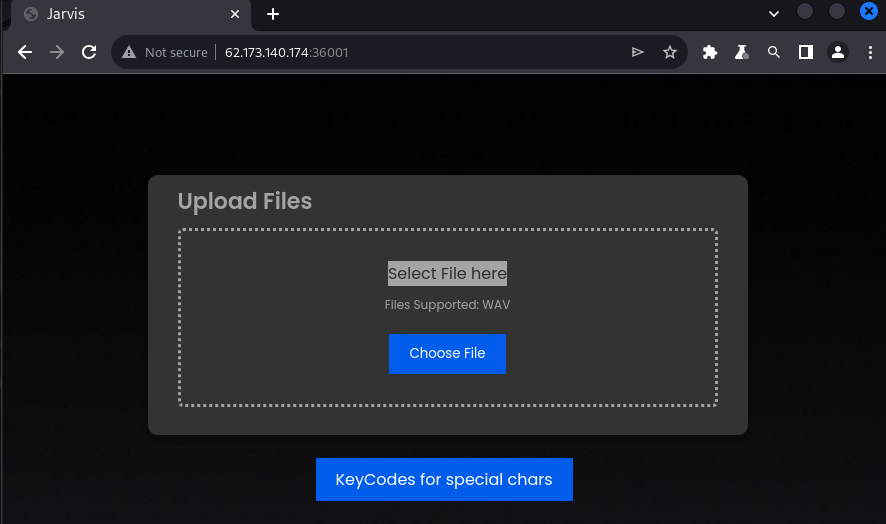 Jarvis
Not secure
62.173.140.174:36001
Upload Files
Select File here
Files Supported: WAV
Choose File
KeyCodes for special chars